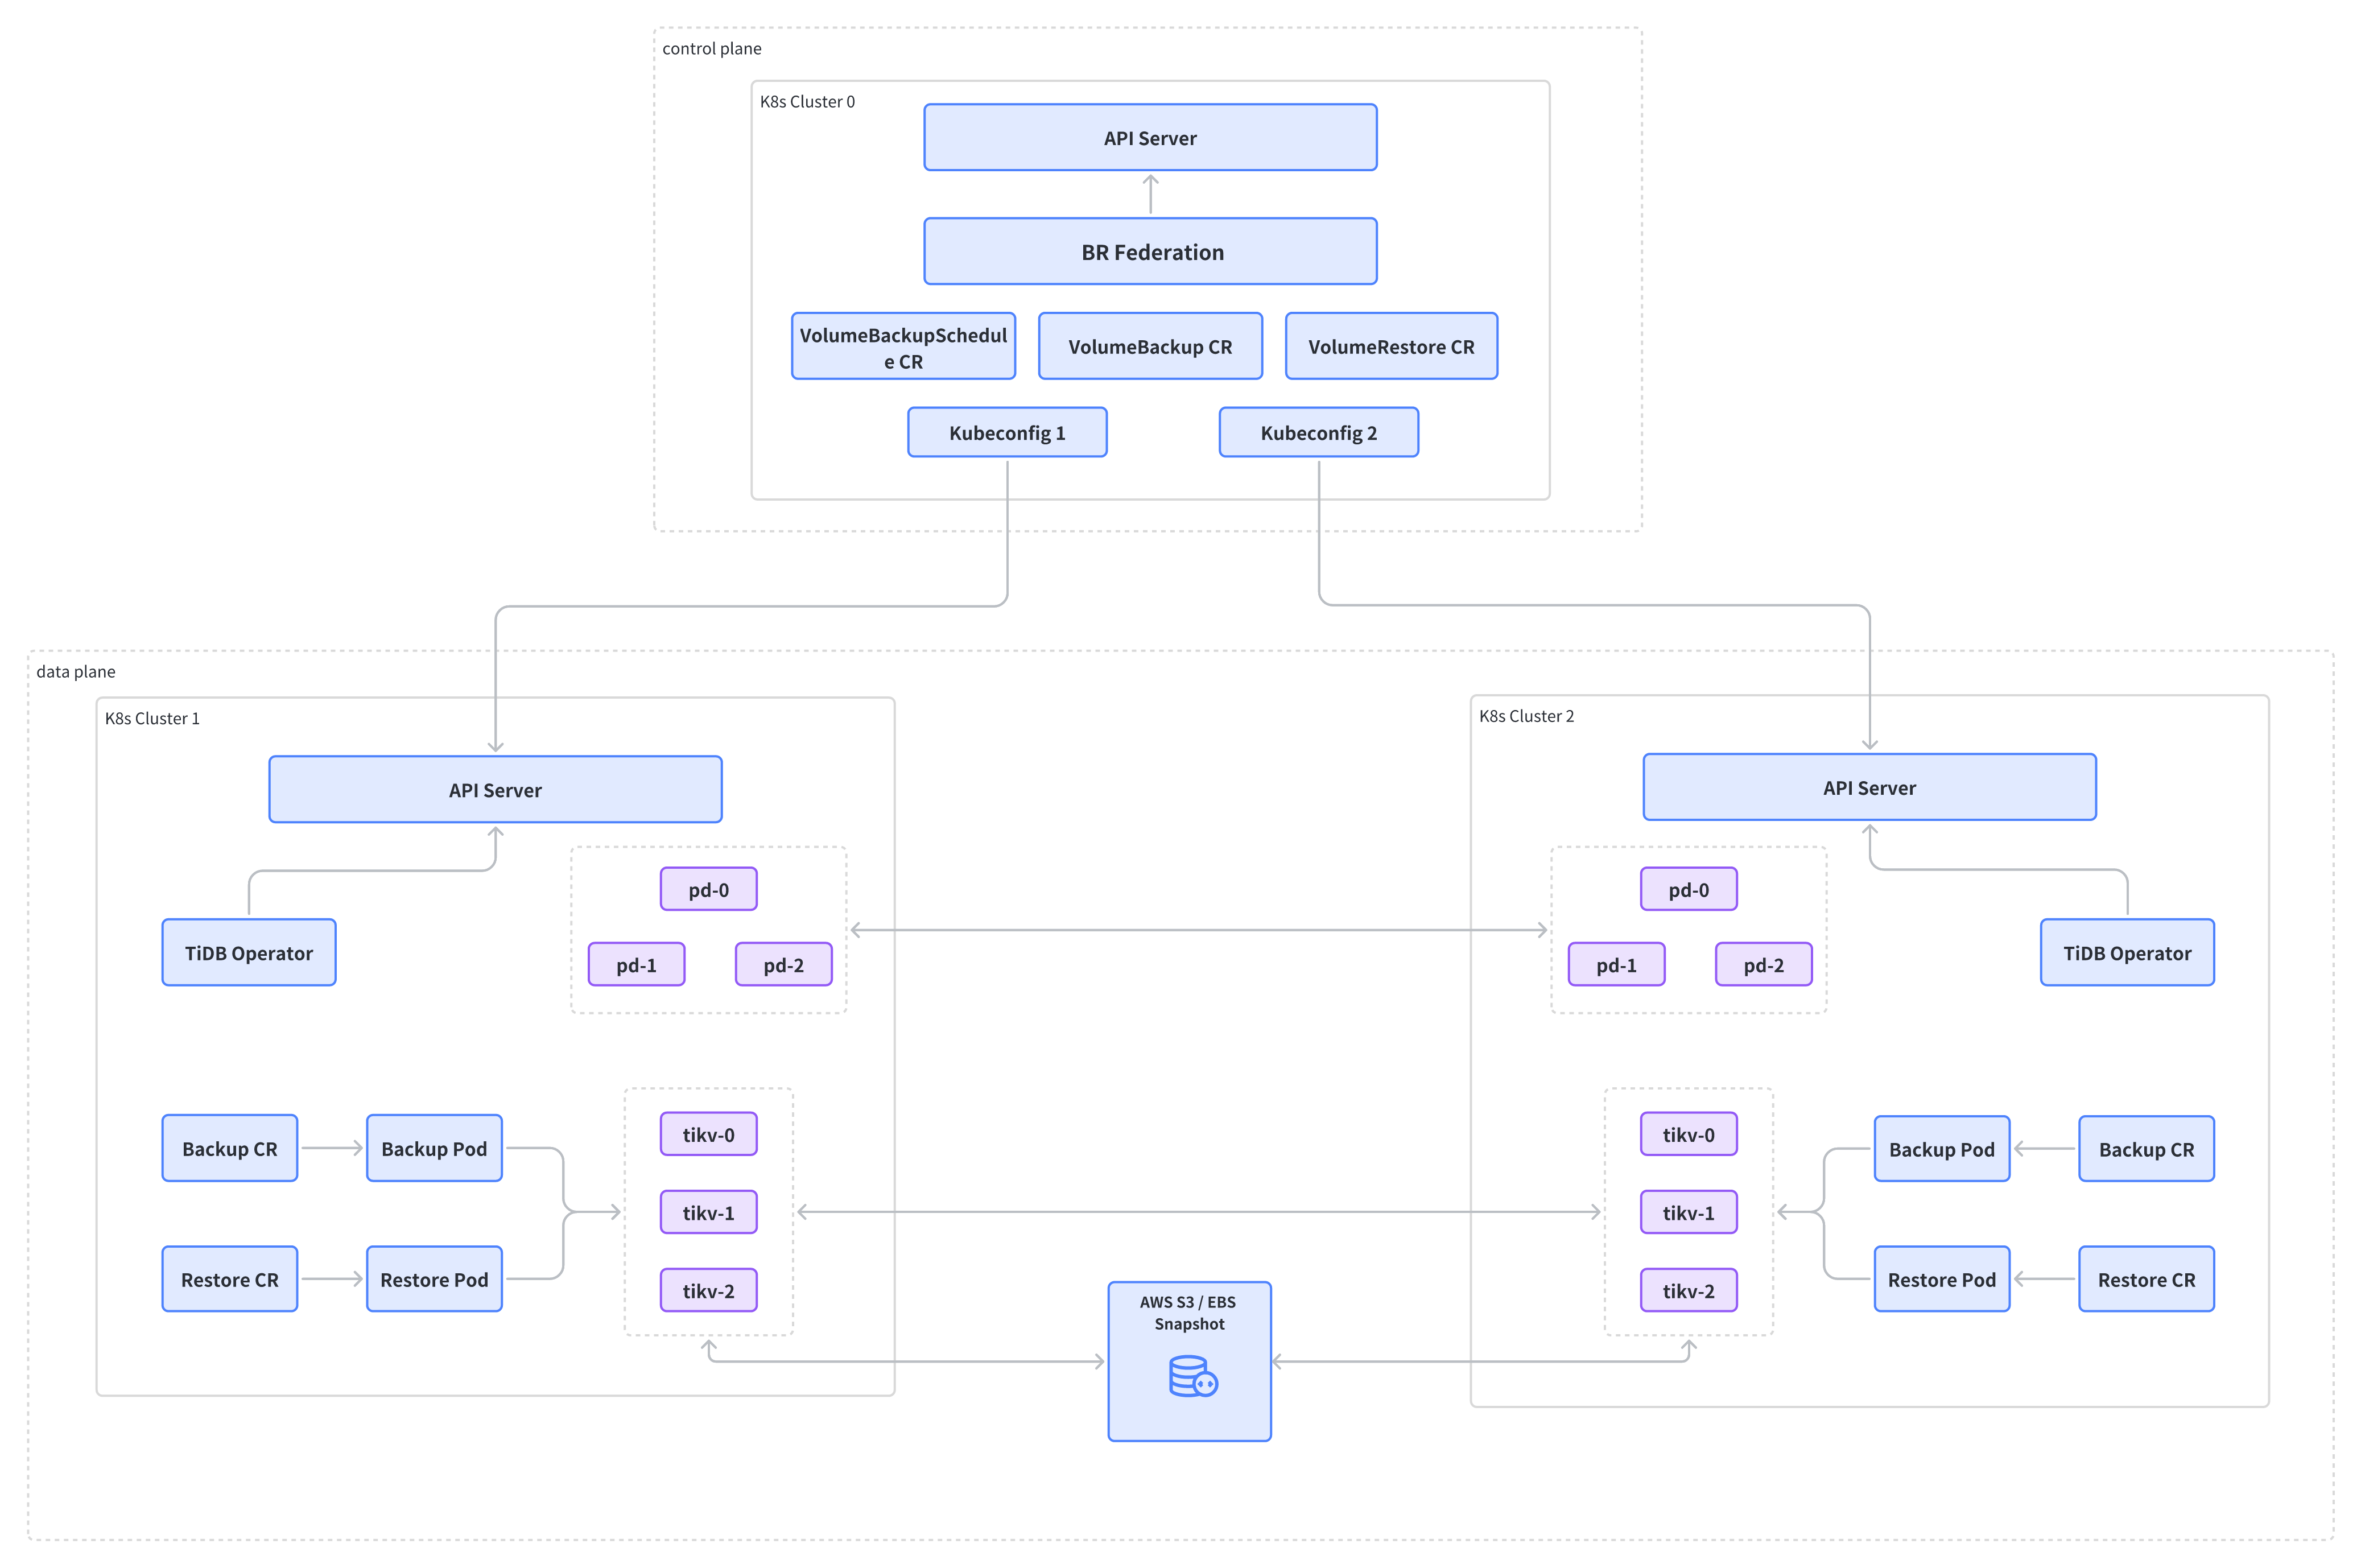 control plane
K8s Cluster 0
API Server
BR Federation
VolumeBackupSchedul
e CR
VolumeBackup CR
VolumeRestore CR
Kubeconfig 1
Kubeconfig 2
data plane
K8s Cluster 1
API Server
TiDB Operator
pd-0
pd-1
pd-2
Backup CR
Backup Pod
Restore CR
Restore Pod
tikv-0
tikv-1
tikv-2
AWS S3 / EBS
Snapshot
K8s Cluster 2
API Server
pd-0
pd-1
pd-2
TiDB Operator
tikv-0
tikv-1
tikv-2
Backup Pod
Backup CR
Restore Pod
Restore CR